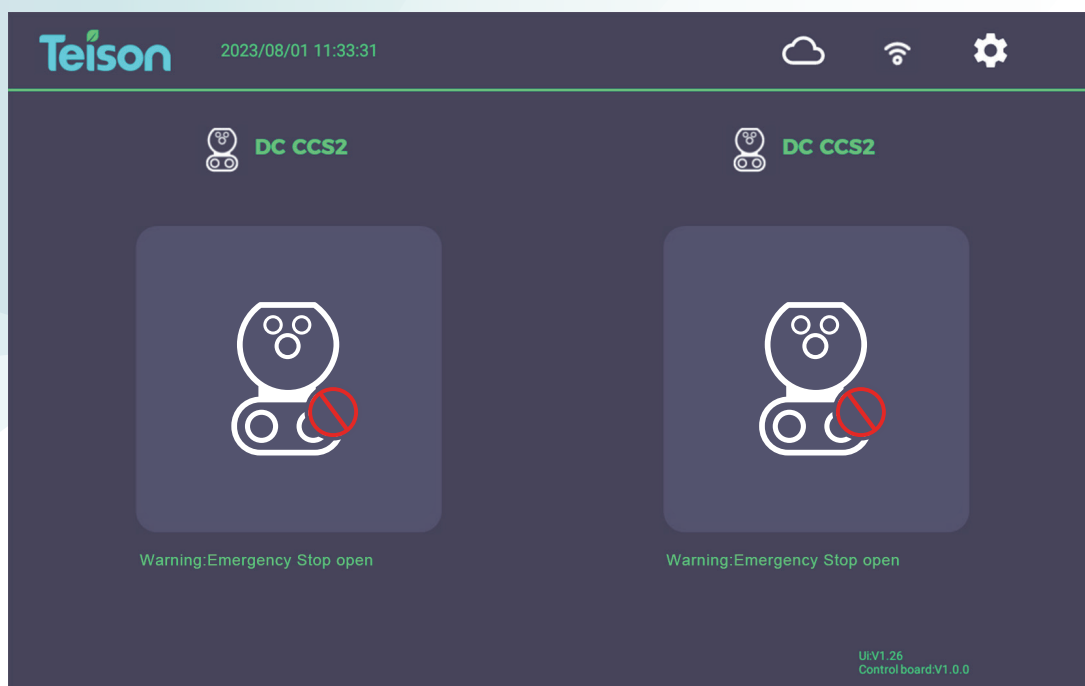 Teison
2023/08/01 11:33:31
DC CCS2
DC CCS2
Warning:Emergency Stop open
Warning:Emergency Stop open
Ui:V1.26
Control board:V1.0.0